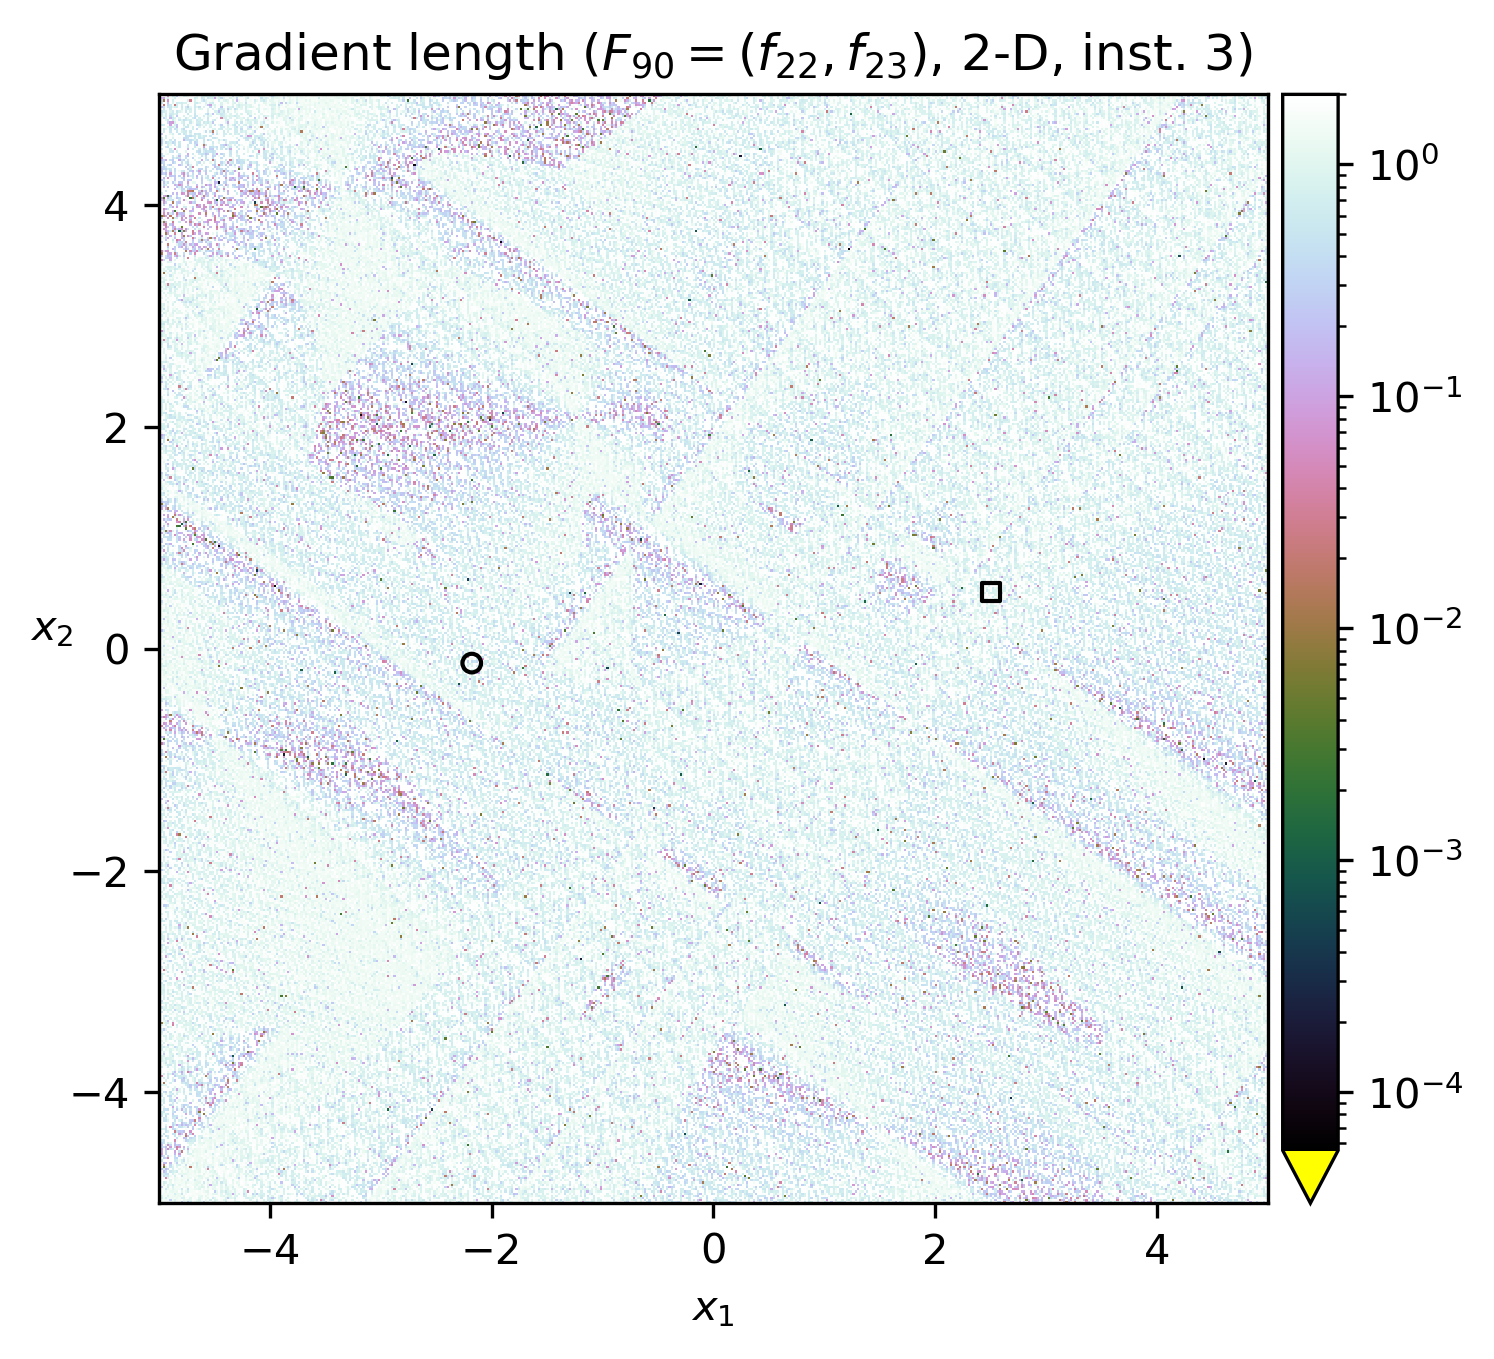 Gradient length (F₉₀ = (f₂₂, f₂₃), 2-D, inst. 3)
10⁰
4
10⁻¹
2
10⁻²
x₂
0
10⁻³
−2
10⁻⁴
−4
−4 −2 0 2 4
x₁